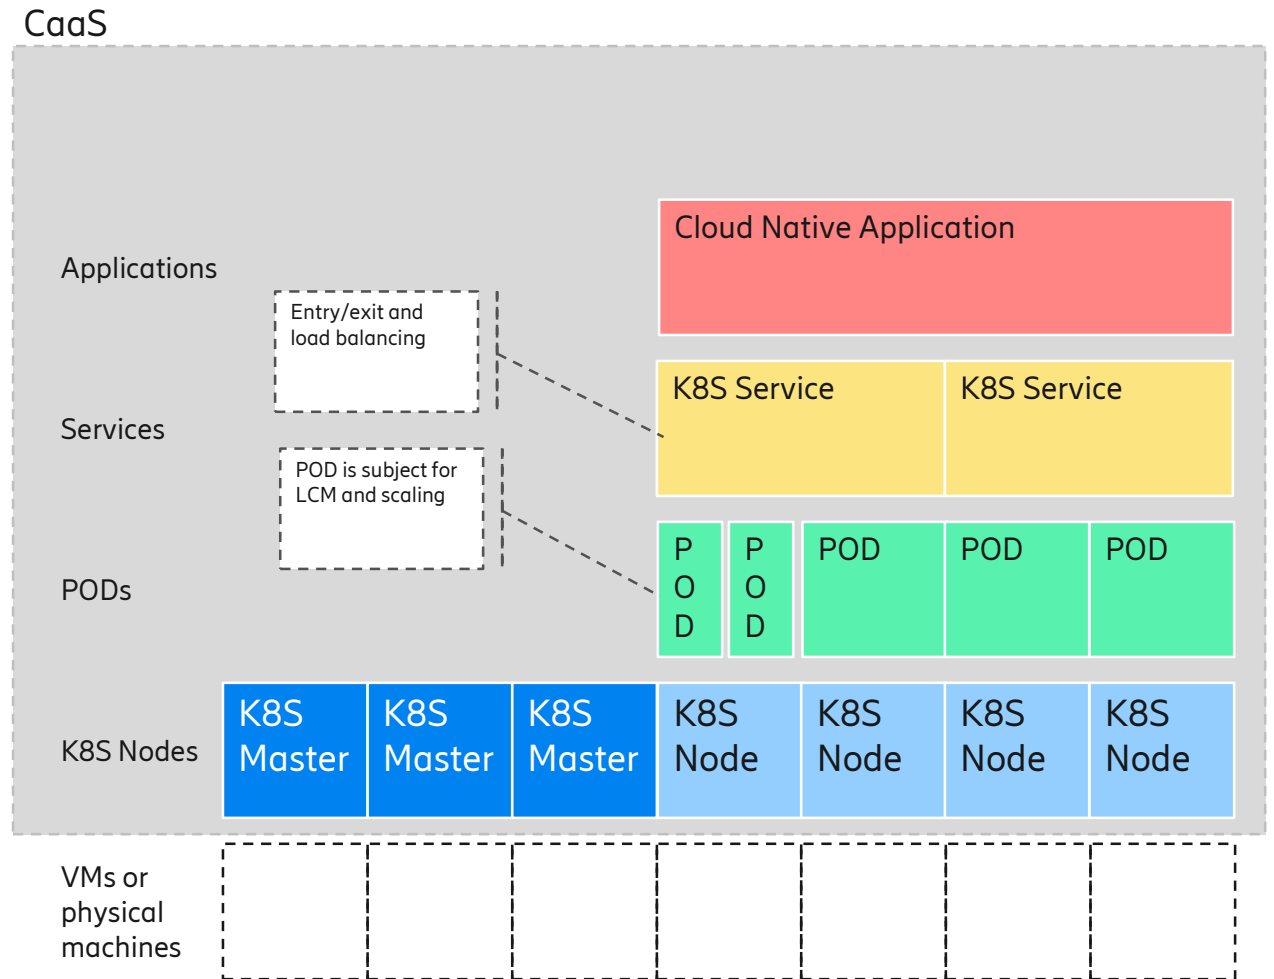 CaaS
Cloud Native Application
Applications
Entry/exit and
load balancing
K8S Service
K8S Service
Services
POD is subject for
LCM and scaling
P
O
D
P
O
D
POD
POD
POD
PODs
K8S Nodes
K8S
Master
K8S
Master
K8S
Master
K8S
Node
K8S
Node
K8S
Node
K8S
Node
VMs or
physical
machines